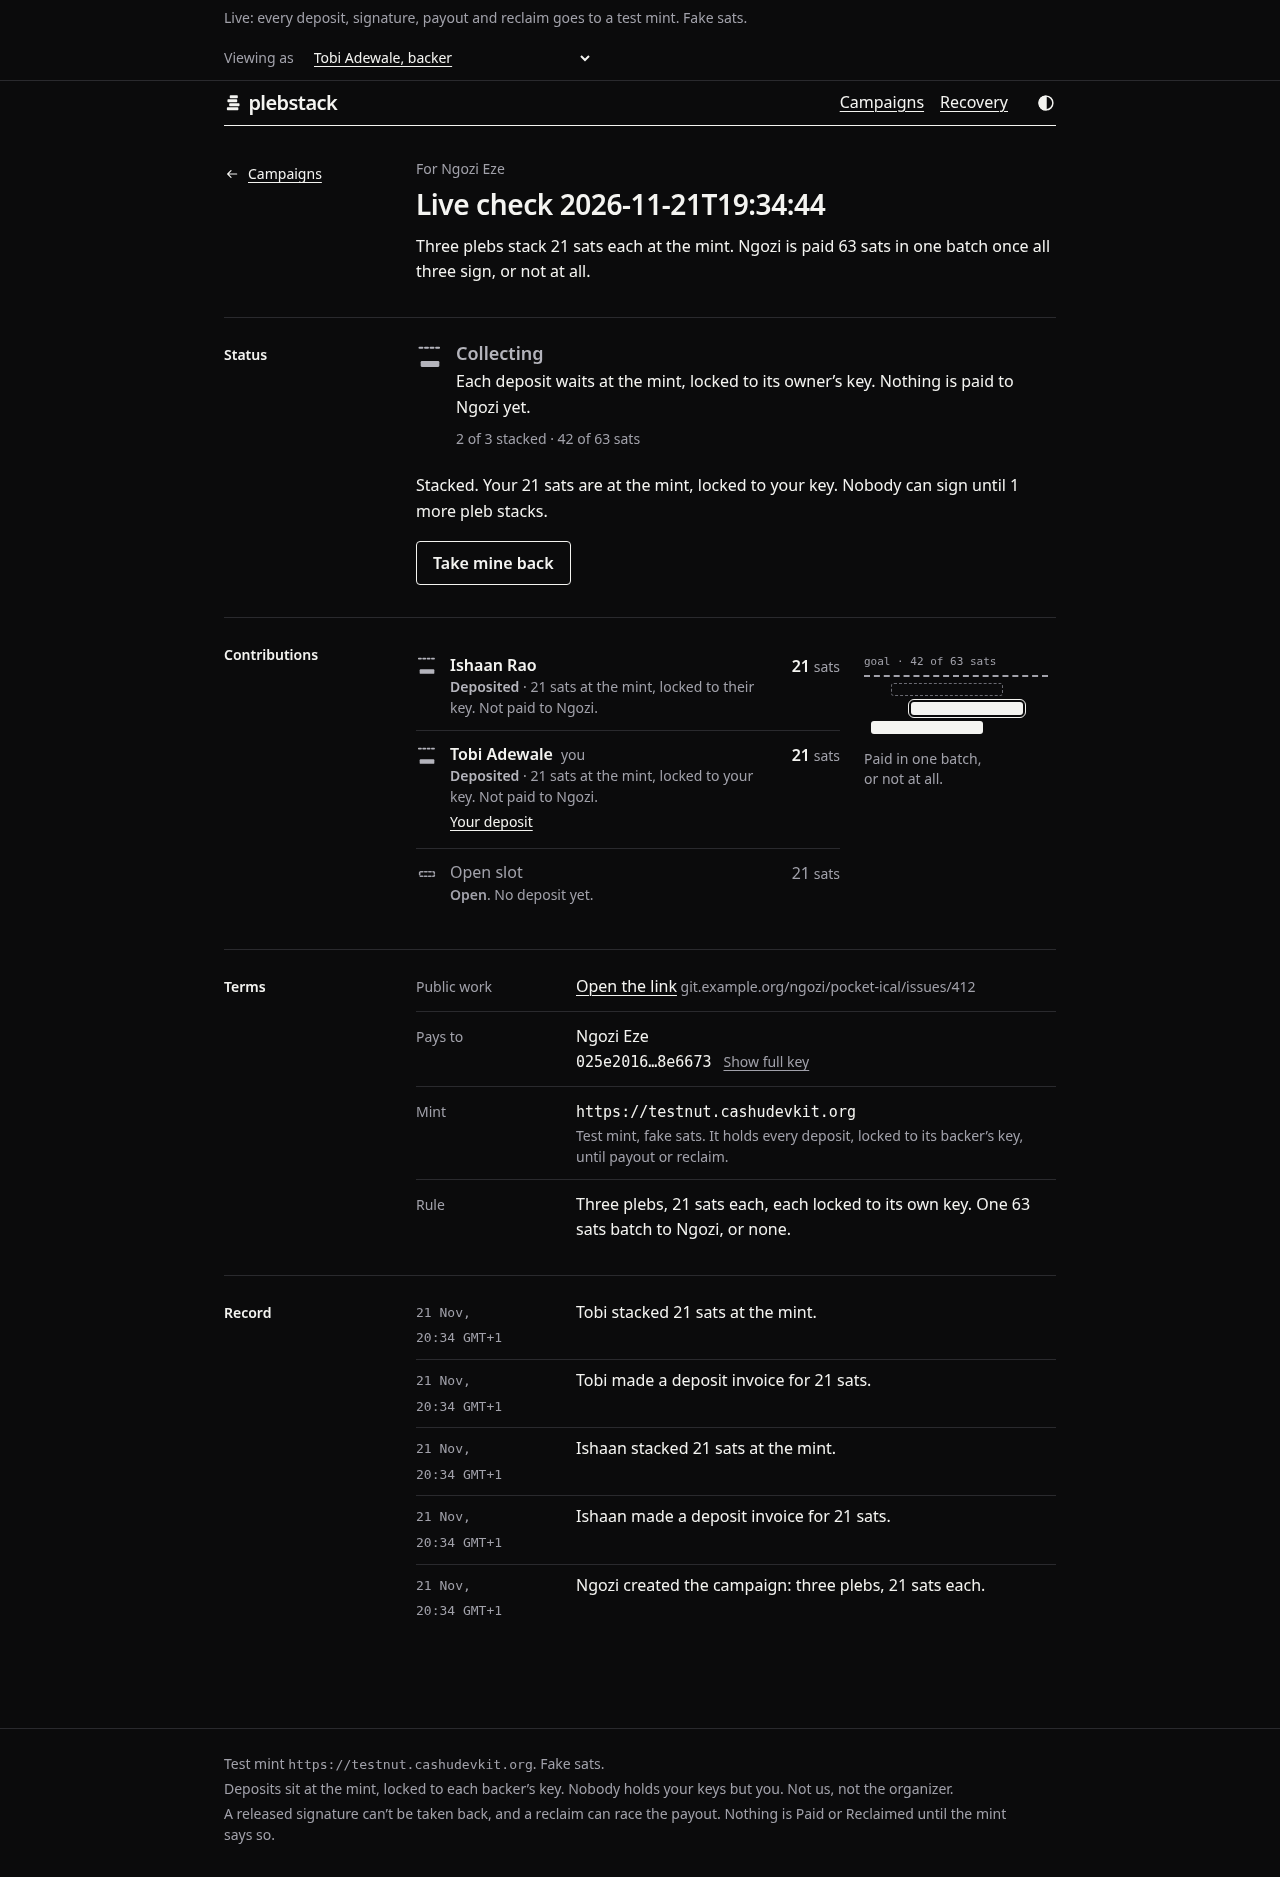 Live: every deposit, signature, payout and reclaim goes to a test mint. Fake sats.
Viewing as Tobi Adewale, backer
plebstack
Campaigns Recovery
← Campaigns
For Ngozi Eze
Live check 2026-11-21T19:34:44
Three plebs stack 21 sats each at the mint. Ngozi is paid 63 sats in one batch once all
three sign, or not at all.
Status
Collecting
Each deposit waits at the mint, locked to its owner’s key. Nothing is paid to
Ngozi yet.
2 of 3 stacked · 42 of 63 sats
Stacked. Your 21 sats are at the mint, locked to your key. Nobody can sign until 1
more pleb stacks.
Take mine back
Contributions
Ishaan Rao 21 sats
Deposited · 21 sats at the mint, locked to their
key. Not paid to Ngozi.
Tobi Adewale you 21 sats
Deposited · 21 sats at the mint, locked to your
key. Not paid to Ngozi.
Your deposit
Open slot 21 sats
Open. No deposit yet.
goal · 42 of 63 sats
Paid in one batch,
or not at all.
Terms
Public work Open the link git.example.org/ngozi/pocket-ical/issues/412
Pays to Ngozi Eze
025e2016…8e6673 Show full key
Mint https://testnut.cashudevkit.org
Test mint, fake sats. It holds every deposit, locked to its backer’s key,
until payout or reclaim.
Rule Three plebs, 21 sats each, each locked to its own key. One 63
sats batch to Ngozi, or none.
Record
21 Nov, Tobi stacked 21 sats at the mint.
20:34 GMT+1
21 Nov, Tobi made a deposit invoice for 21 sats.
20:34 GMT+1
21 Nov, Ishaan stacked 21 sats at the mint.
20:34 GMT+1
21 Nov, Ishaan made a deposit invoice for 21 sats.
20:34 GMT+1
21 Nov, Ngozi created the campaign: three plebs, 21 sats each.
20:34 GMT+1
Test mint https://testnut.cashudevkit.org. Fake sats.
Deposits sit at the mint, locked to each backer’s key. Nobody holds your keys but you. Not us, not the organizer.
A released signature can’t be taken back, and a reclaim can race the payout. Nothing is Paid or Reclaimed until the mint
says so.